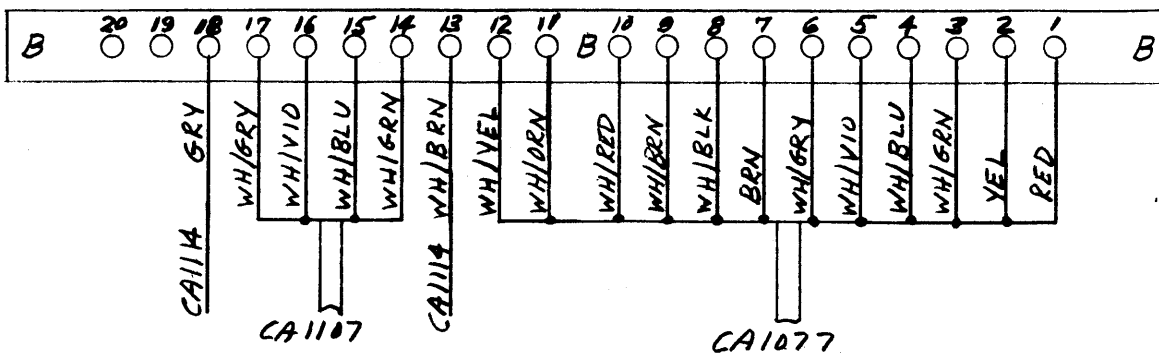 B 20 19 18 17 16 15 14 13 12 11 B 10 9 8 7 6 5 4 3 2 1 B
GRY
WH/GRY
WH/VIO
WH/BLU
WH/GRN
WH/BRN
WH/YEL
WH/ORN
WH/RED
WH/BRN
WH/BLK
BRN
WH/GRY
WH/VIO
WH/BLU
WH/GRN
YEL
RED
CA1114
CA1107
CA1114
CA1077